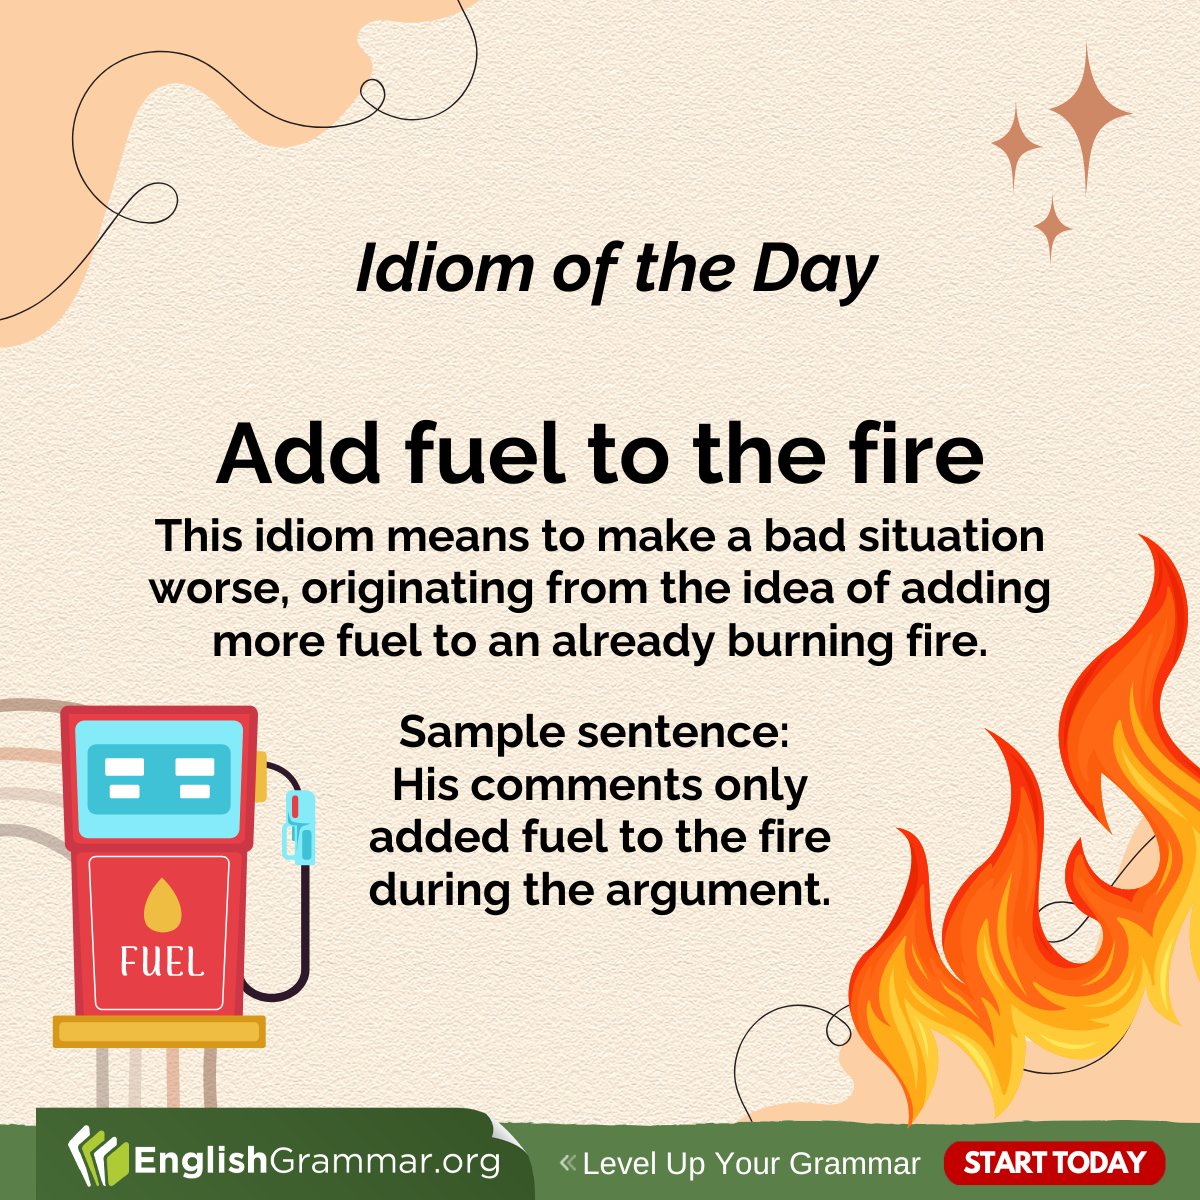 Idiom of the Day
Add fuel to the fire
This idiom means to make a bad situation
worse, originating from the idea of adding
more fuel to an already burning fire.
Sample sentence:
His comments only
added fuel to the fire
during the argument.
FUEL
EnglishGrammar.org
« Level Up Your Grammar
START TODAY